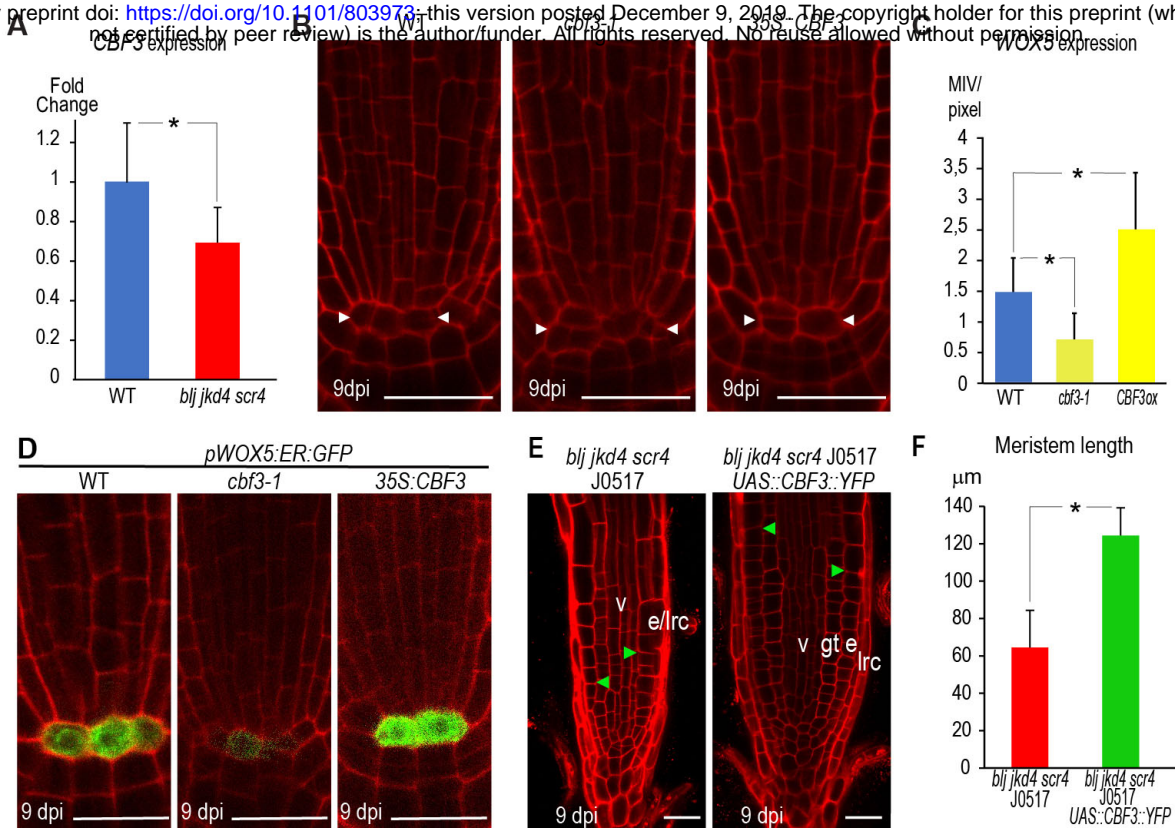 preprint doi: https://doi.org/10.1101/803973; this version posted December 9, 2019. The copyright holder for this preprint (wh
not certified by peer review) is the author/funder. All rights reserved. No reuse allowed without permission.
A
CBF3 expression
Fold
Change
1.2
1
0.8
0.6
0.4
0.2
0
*
WT
blj jkd4 scr4
B
WT
cbf3-1
35S::CBF3
9dpi
9dpi
9dpi
C
WOX5 expression
MIV/
pixel
4
3,5
3
2,5
2
1.5
1
0.5
0
*
*
WT
cbf3-1
CBF3ox
D
pWOX5:ER:GFP
WT
cbf3-1
35S:CBF3
9 dpi
9 dpi
9 dpi
E
blj jkd4 scr4
J0517
blj jkd4 scr4 J0517
UAS::CBF3::YFP
v
e/lrc
v gt e
lrc
9 dpi
9 dpi
F
Meristem length
µm
140
120
100
80
60
40
20
0
*
blj jkd4 scr4
J0517
blj jkd4 scr4
J0517
UAS::CBF3::YFP